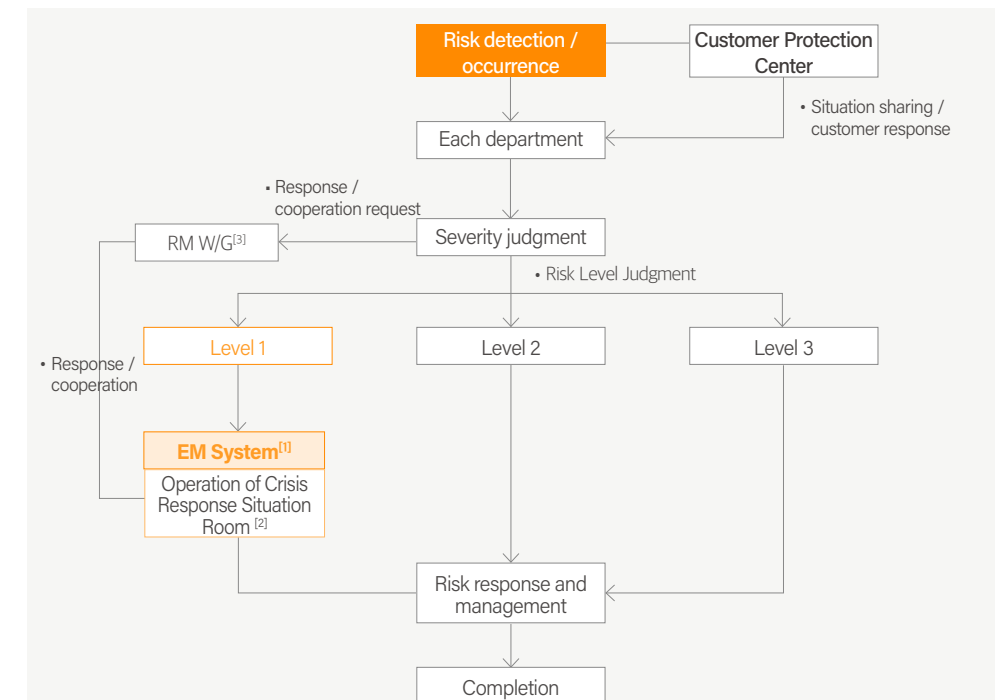 Risk detection /
occurrence
Customer Protection
Center
• Situation sharing /
customer response
Each department
• Response /
cooperation request
RM W/G[3]
Severity judgment
• Risk Level Judgment
Level 1
Level 2
Level 3
• Response /
cooperation
EM System[1]
Operation of Crisis
Response Situation
Room [2]
Risk response and
management
Completion